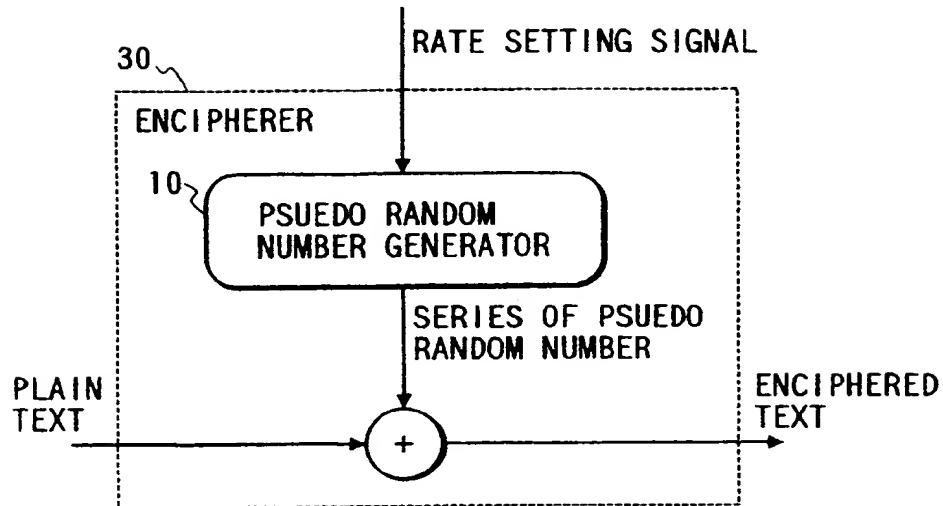 RATE SETTING SIGNAL
30
ENCIPHERER
10
PSUEDO RANDOM
NUMBER GENERATOR
SERIES OF PSUEDO
RANDOM NUMBER
PLAIN
TEXT
+
ENCIPHERED
TEXT